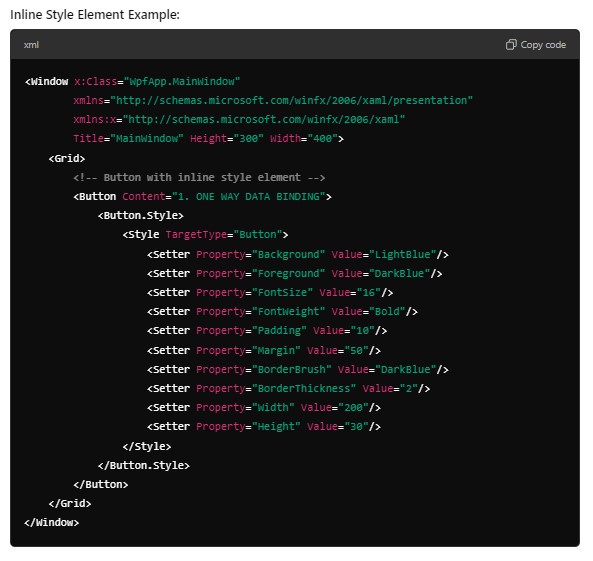 Inline Style Element Example:
xml
Copy code
<Window x:Class="WpfApp.MainWindow"
        xmlns="http://schemas.microsoft.com/winfx/2006/xaml/presentation"
        xmlns:x="http://schemas.microsoft.com/winfx/2006/xaml"
        Title="MainWindow" Height="300" Width="400">
    <Grid>
        <!-- Button with inline style element -->
        <Button Content="1. ONE WAY DATA BINDING">
            <Button.Style>
                <Style TargetType="Button">
                    <Setter Property="Background" Value="LightBlue"/>
                    <Setter Property="Foreground" Value="DarkBlue"/>
                    <Setter Property="FontSize" Value="16"/>
                    <Setter Property="FontWeight" Value="Bold"/>
                    <Setter Property="Padding" Value="10"/>
                    <Setter Property="Margin" Value="50"/>
                    <Setter Property="BorderBrush" Value="DarkBlue"/>
                    <Setter Property="BorderThickness" Value="2"/>
                    <Setter Property="Width" Value="200"/>
                    <Setter Property="Height" Value="30"/>
                </Style>
            </Button.Style>
        </Button>
    </Grid>
</Window>